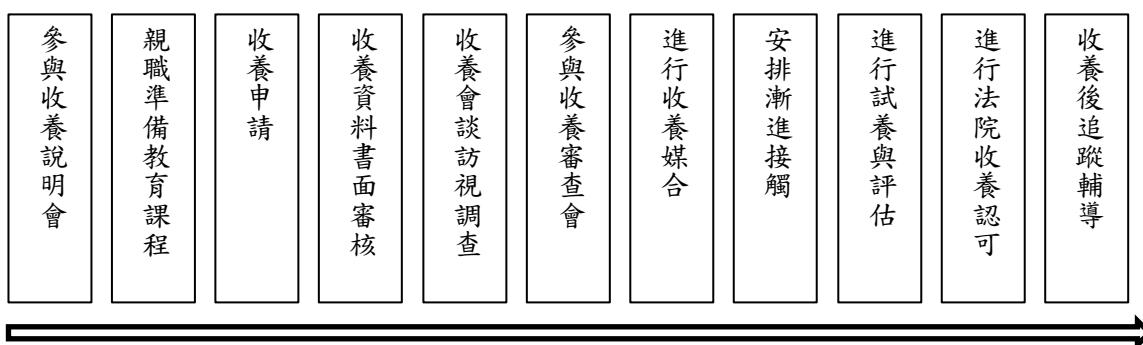 參與收養說明會
親職準備教育課程
收養申請
收養資料書面審核
收養會談訪視調查
參與收養審查會
進行收養媒合
安排漸進接觸
進行試養與評估
進行法院收養認可
收養後追蹤輔導